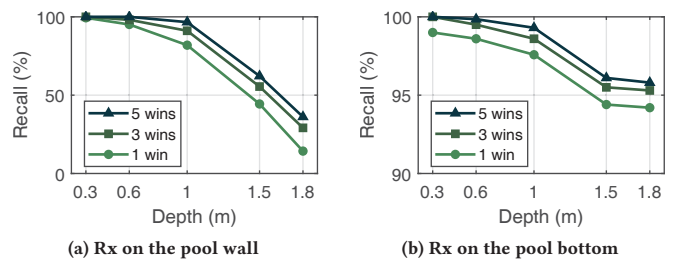 100
50
0
Recall (%)
5 wins
3 wins
1 win
0.3 0.6 1 1.5 1.8
Depth (m)
(a) Rx on the pool wall
100
95
90
Recall (%)
5 wins
3 wins
1 win
0.3 0.6 1 1.5 1.8
Depth (m)
(b) Rx on the pool bottom